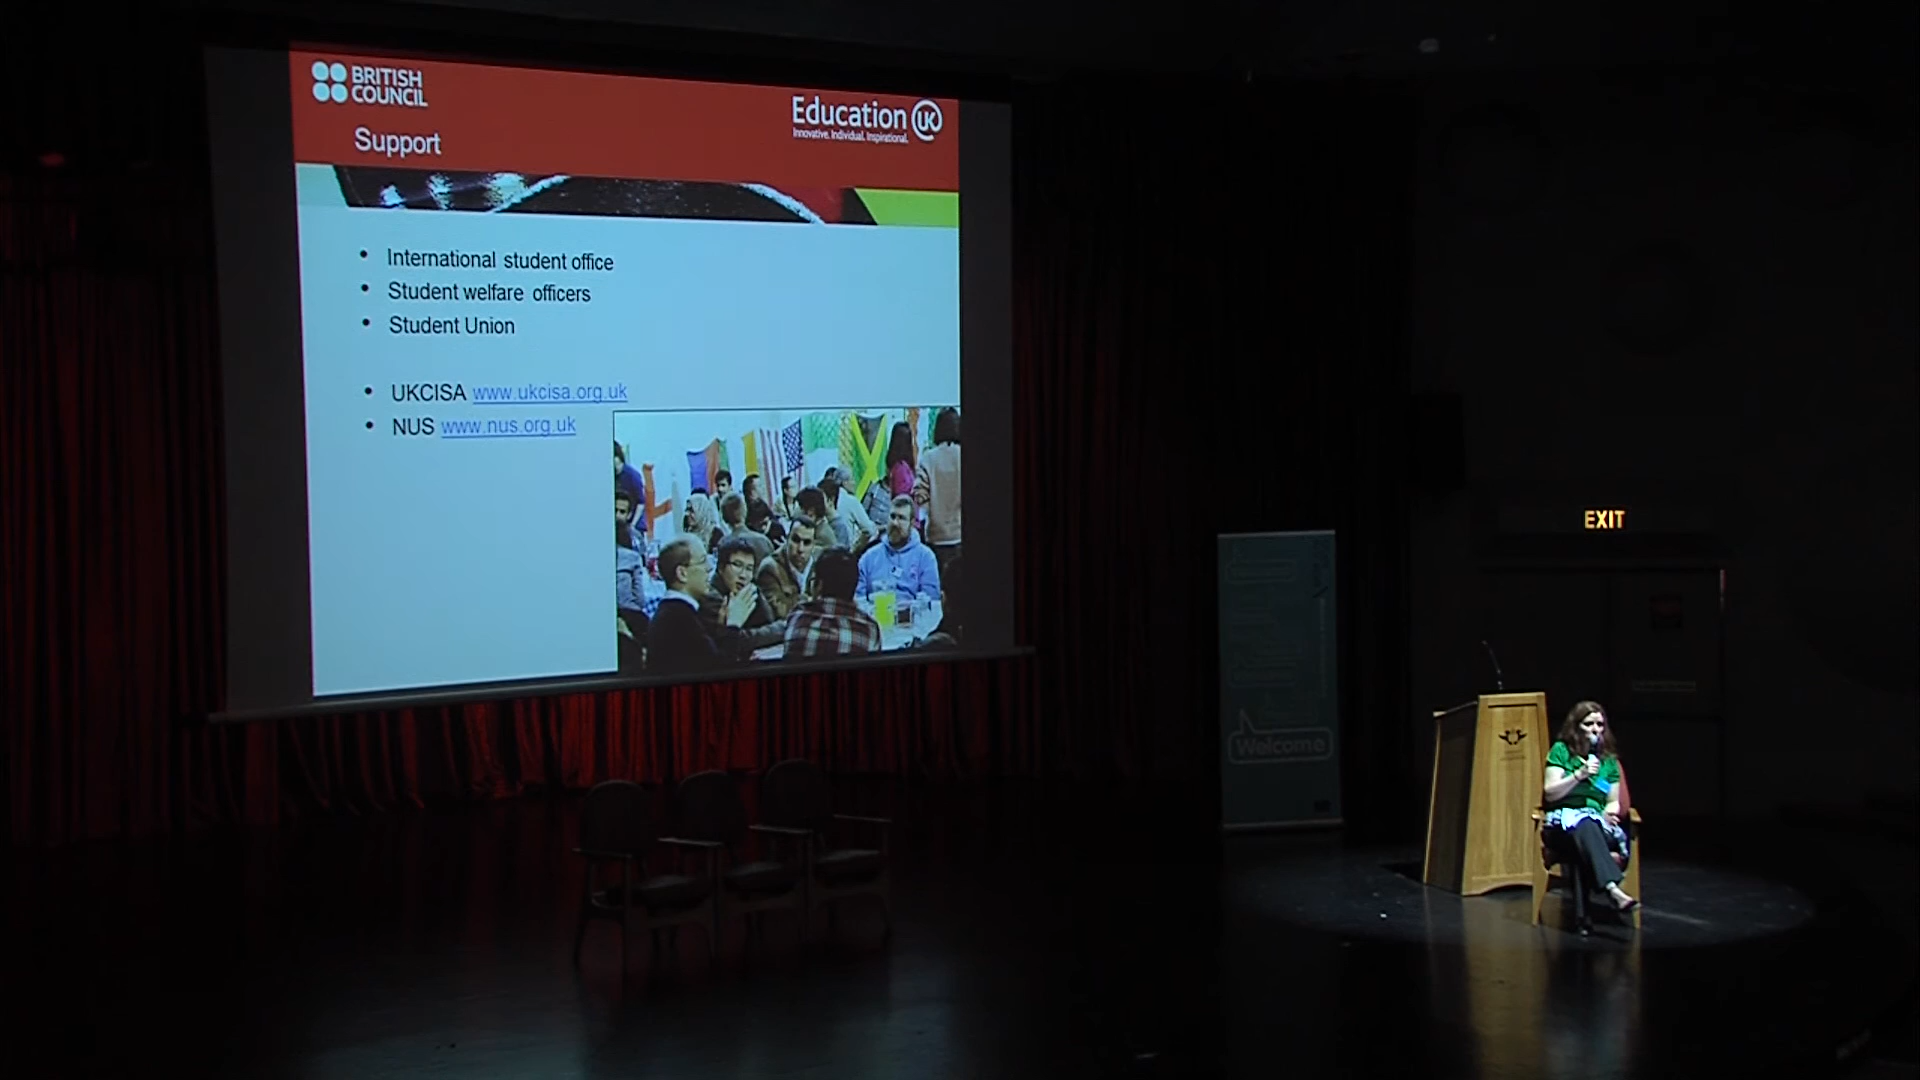 BRITISH
COUNCIL
Education UK
Innovative. Individual. Inspirational.
Support
• International student office
• Student welfare officers
• Student Union
• UKCISA www.ukcisa.org.uk
• NUS www.nus.org.uk
EXIT
Welcome